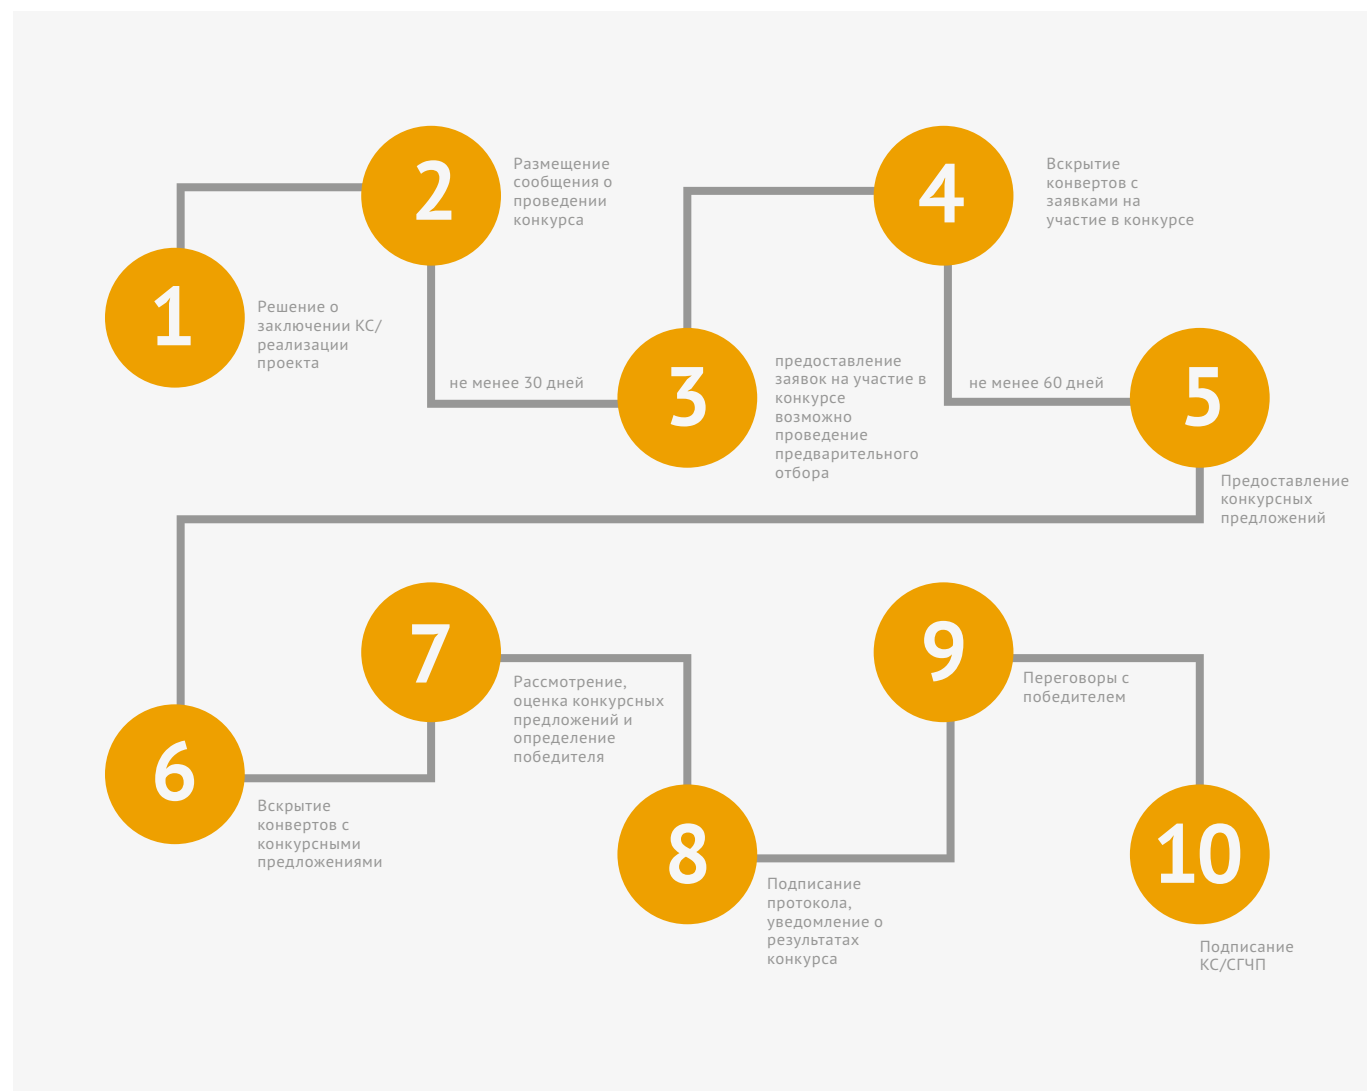 1
Решение о
заключении КС/
реализации
проекта
2
Размещение
сообщения о
проведении
конкурса
не менее 30 дней
3
предоставление
заявок на участие в
конкурсе
возможно
проведение
предварительного
отбора
4
Вскрытие
конвертов с
заявками на
участие в конкурсе
не менее 60 дней
5
Предоставление
конкурсных
предложений
6
Вскрытие
конвертов с
конкурсными
предложениями
7
Рассмотрение,
оценка конкурсных
предложений и
определение
победителя
8
Подписание
протокола,
уведомление о
результатах
конкурса
9
Переговоры с
победителем
10
Подписание
КС/СГЧП